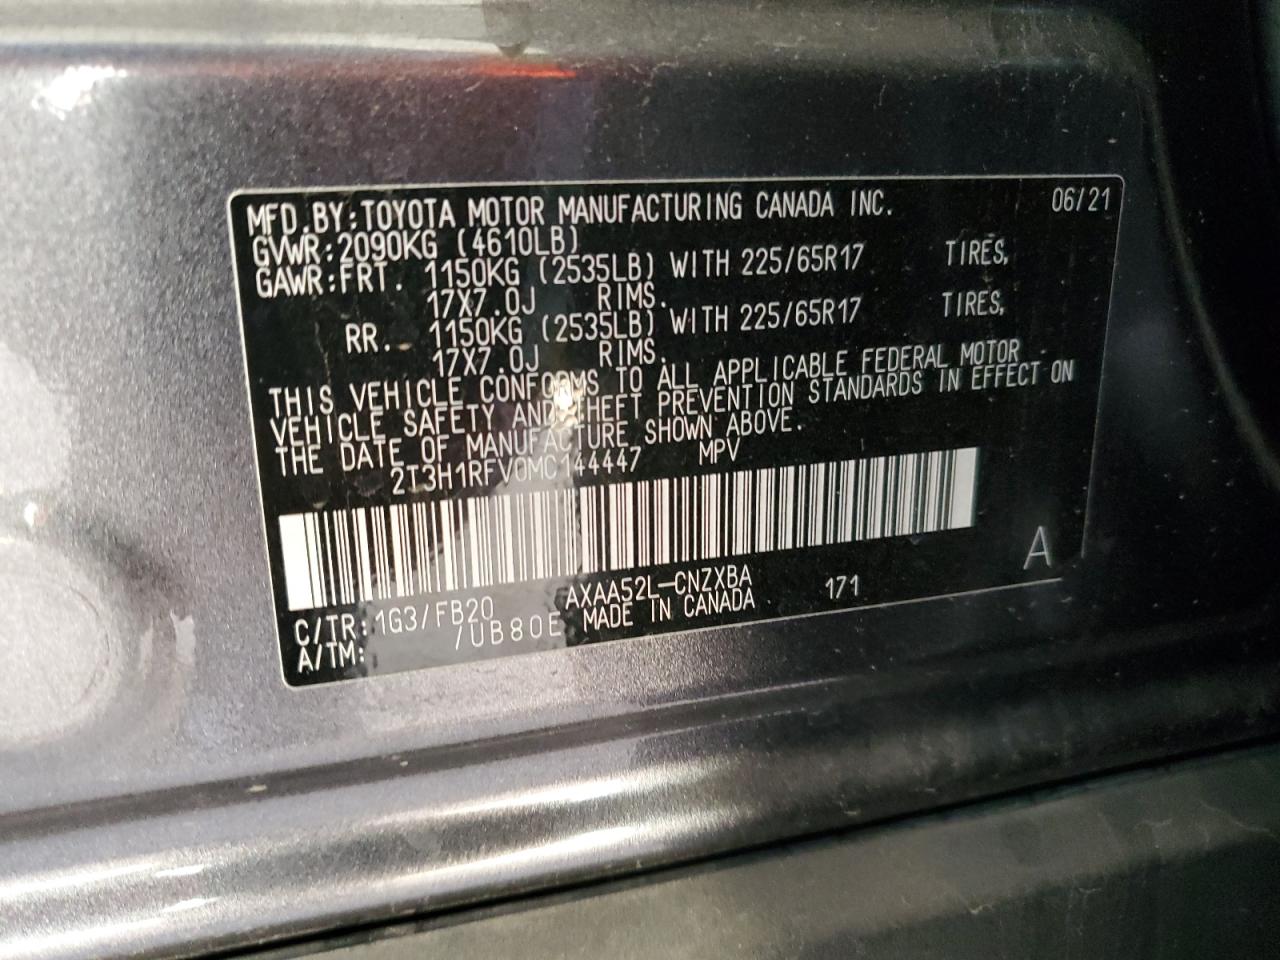 MFD.BY:TOYOTA MOTOR MANUFACTURING CANADA INC. 06/21
GVWR:2090KG (4610LB)
GAWR:FRT. 1150KG (2535LB) WITH 225/65R17 TIRES,
17X7.0J RIMS.
RR. 1150KG (2535LB) WITH 225/65R17 TIRES,
17X7.0J RIMS.
THIS VEHICLE CONFORMS TO ALL APPLICABLE FEDERAL MOTOR
VEHICLE SAFETY AND THEFT PREVENTION STANDARDS IN EFFECT ON
THE DATE OF MANUFACTURE SHOWN ABOVE.
2T3H1RFV0MC144447 MPV
A
C/TR:1G3/FB20 AXAA52L-CNZXBA 171
A/TM: /UB80E MADE IN CANADA